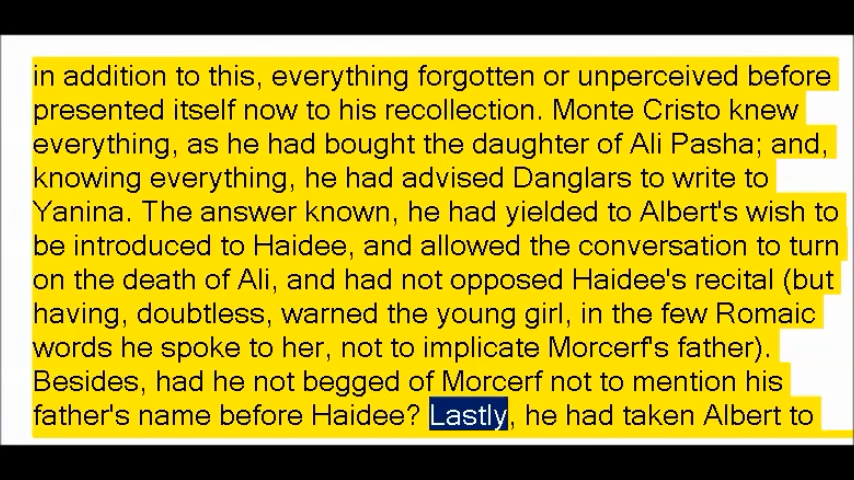 in addition to this, everything forgotten or unperceived before
presented itself now to his recollection. Monte Cristo knew
everything, as he had bought the daughter of Ali Pasha; and,
knowing everything, he had advised Danglars to write to
Yanina. The answer known, he had yielded to Albert's wish to
be introduced to Haidee, and allowed the conversation to turn
on the death of Ali, and had not opposed Haidee's recital (but
having, doubtless, warned the young girl, in the few Romaic
words he spoke to her, not to implicate Morcerf's father).
Besides, had he not begged of Morcerf not to mention his
father's name before Haidee? Lastly, he had taken Albert to